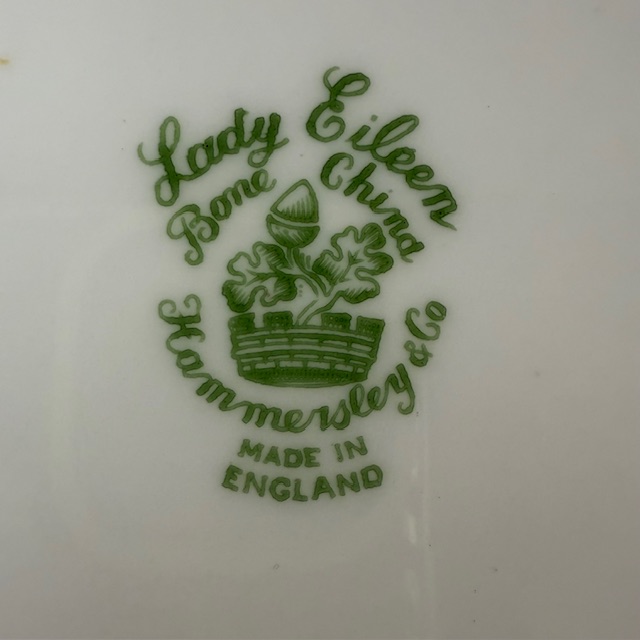 Lady Eileen
Bone China
Hammersley & Co
MADE IN
ENGLAND